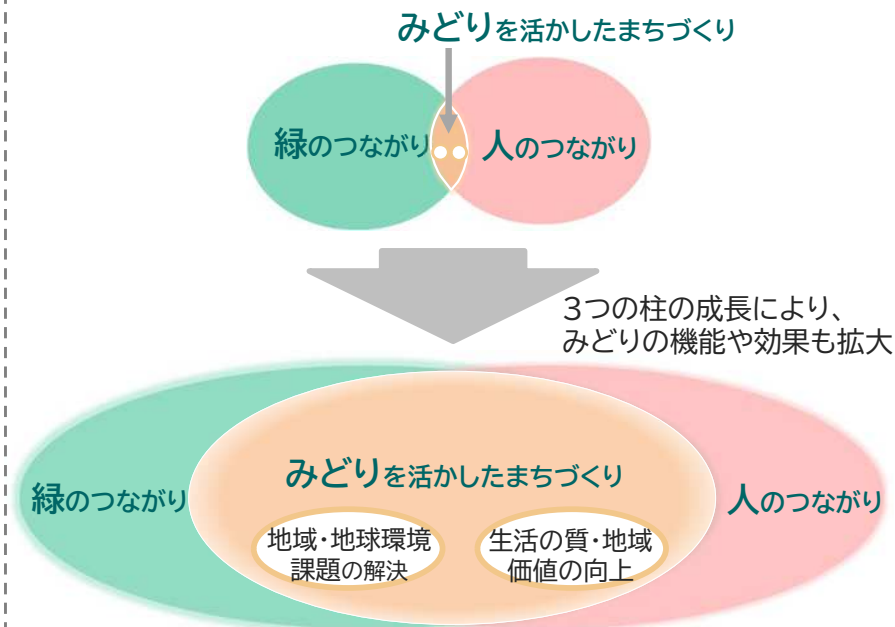 みどりを活かしたまちづくり
緑のつながり
人のつながり
3つの柱の成長により、
みどりの機能や効果も拡大
みどりを活かしたまちづくり
緑のつながり
人のつながり
地域・地球環境
課題の解決
生活の質・地域
価値の向上